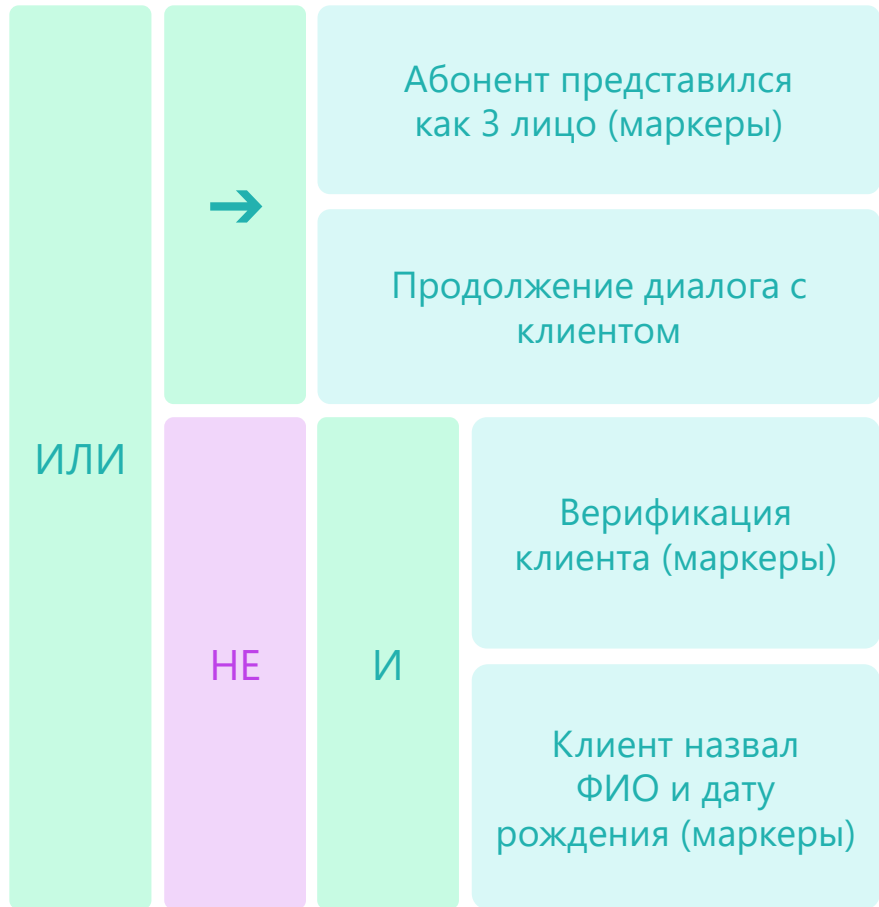 Абонент представился
как 3 лицо (маркеры)
➔
Продолжение диалога с
клиентом
ИЛИ
НЕ
И
Верификация
клиента (маркеры)
Клиент назвал
ФИО и дату
рождения (маркеры)